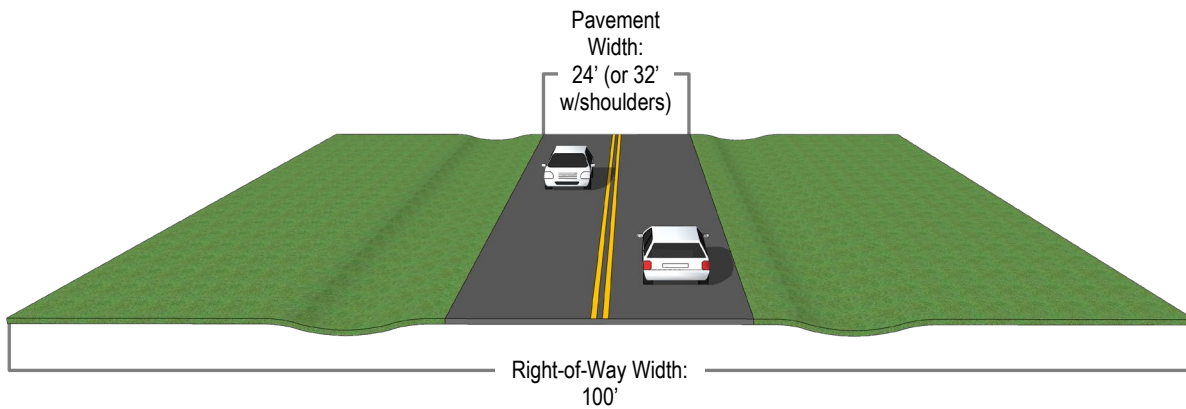 Pavement
Width:
24’ (or 32’
w/shoulders)
Right-of-Way Width:
100’